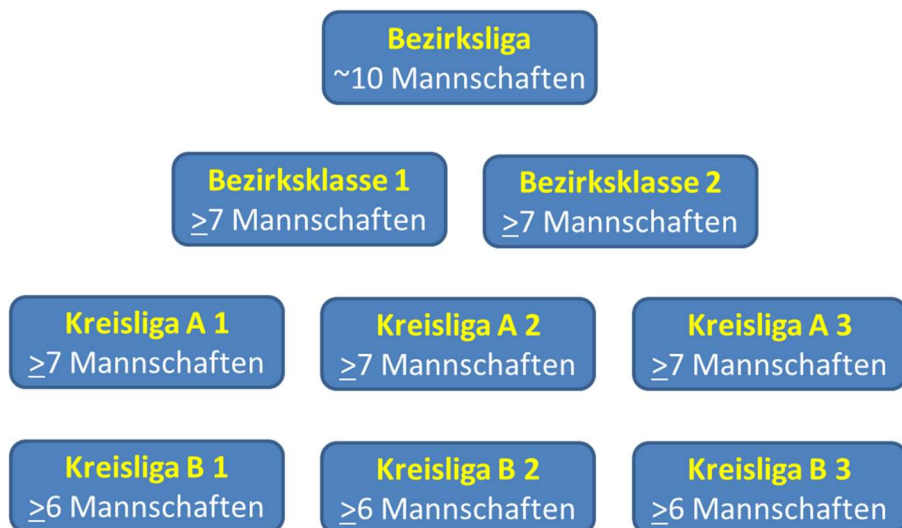 Bezirksliga
~10 Mannschaften
Bezirksklasse 1
≥7 Mannschaften
Bezirksklasse 2
≥7 Mannschaften
Kreisliga A 1
≥7 Mannschaften
Kreisliga A 2
≥7 Mannschaften
Kreisliga A 3
≥7 Mannschaften
Kreisliga B 1
≥6 Mannschaften
Kreisliga B 2
≥6 Mannschaften
Kreisliga B 3
≥6 Mannschaften